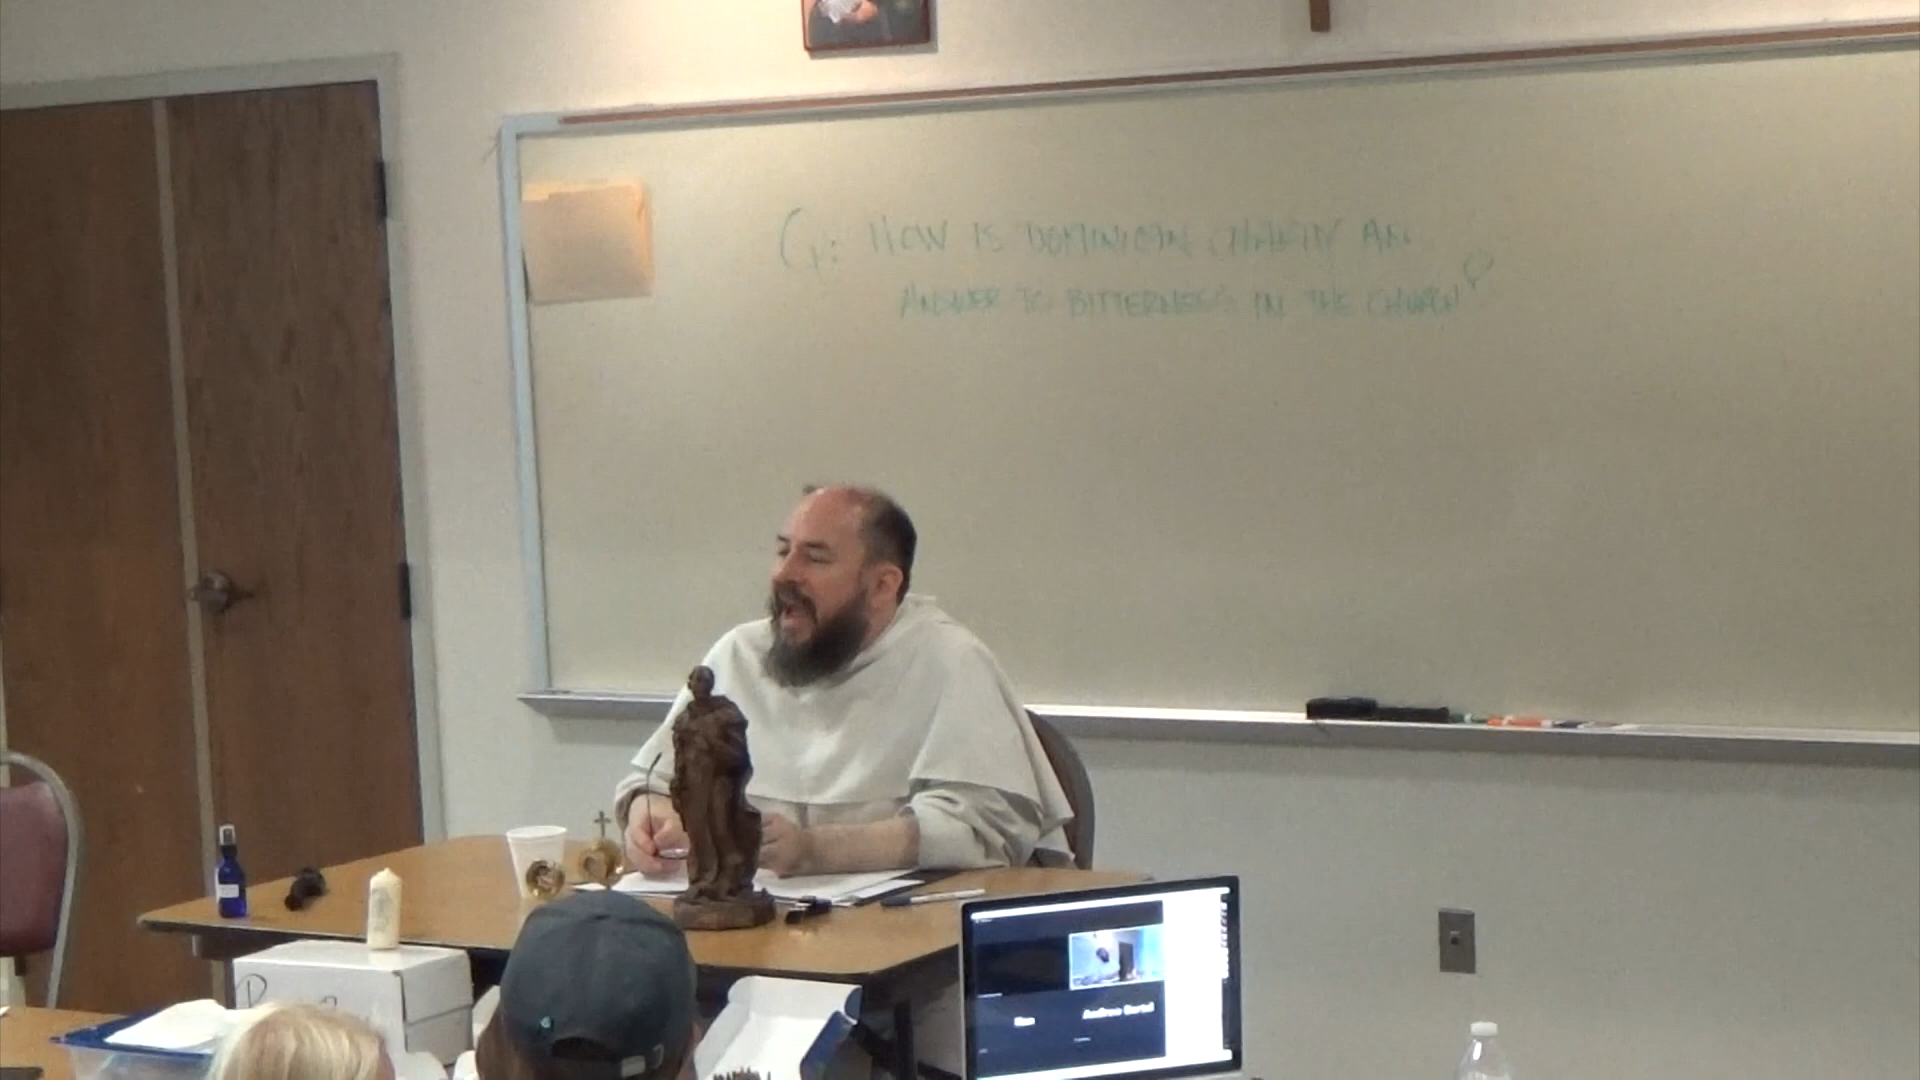 Q: HOW IS DOMINICAN CHARITY AN
ANSWER TO BITTERNESS IN THE CHURCH?